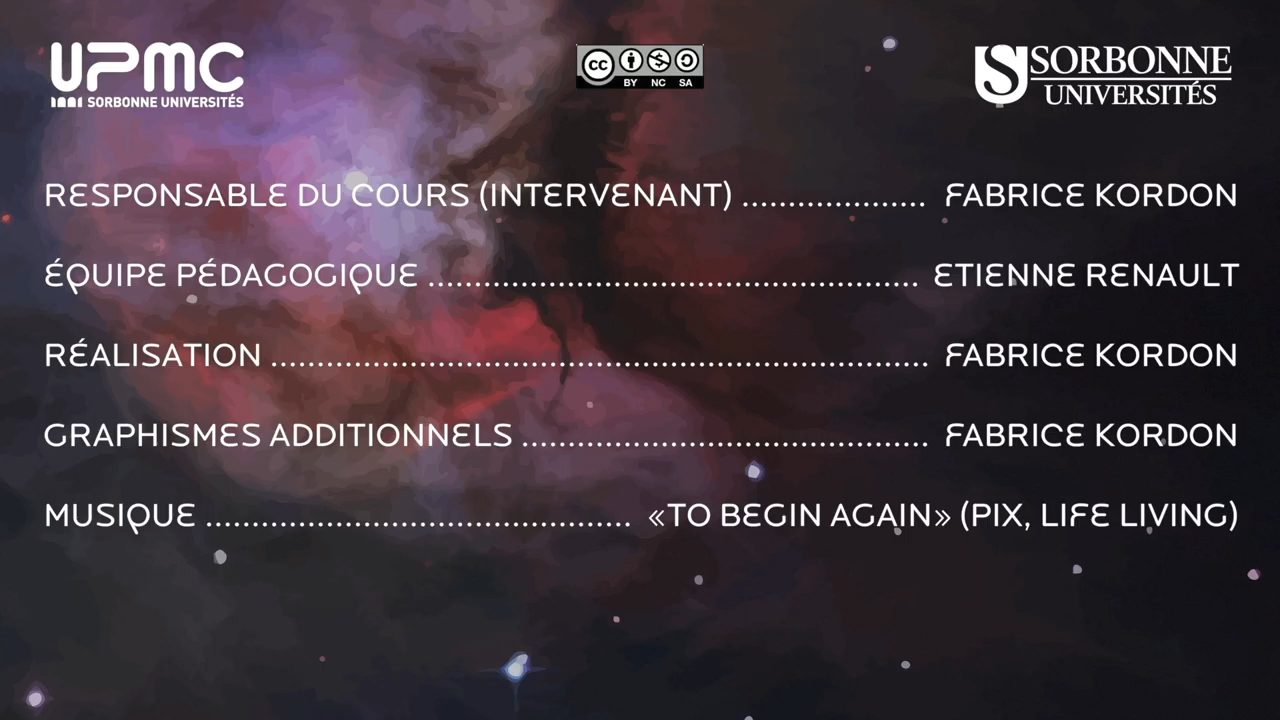 UPMC
SORBONNE UNIVERSITÉS
cc
BY NC SA
SORBONNE
UNIVERSITÉS
RESPONSABLE DU COURS (INTERVENANT) .................... FABRICE KORDON
ÉQUIPE PÉDAGOGIQUE ..................................................... ETIENNE RENAULT
RÉALISATION ....................................................................... FABRICE KORDON
GRAPHISMES ADDITIONNELS ............................................ FABRICE KORDON
MUSIQUE .............................................. «TO BEGIN AGAIN» (PIX, LIFE LIVING)